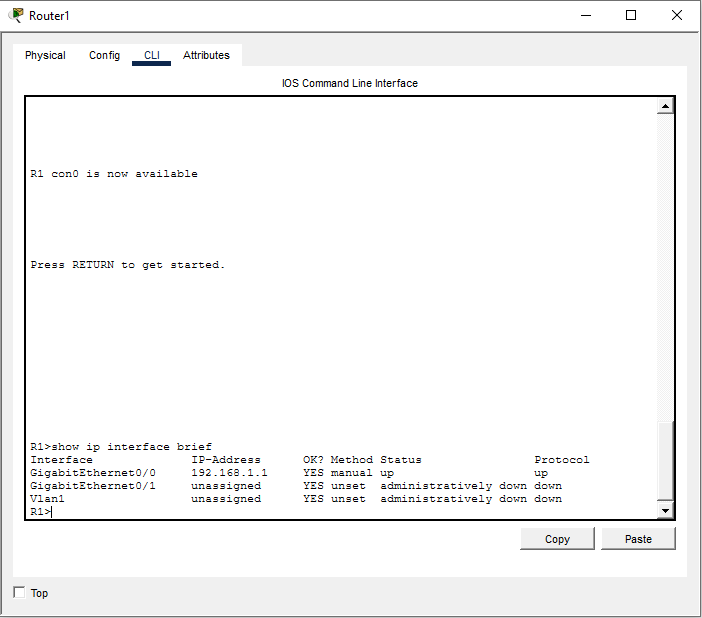 Router1
Physical Config CLI Attributes
IOS Command Line Interface
R1 con0 is now available
Press RETURN to get started.
R1>show ip interface brief
Interface IP-Address OK? Method Status Protocol
GigabitEthernet0/0 192.168.1.1 YES manual up up
GigabitEthernet0/1 unassigned YES unset administratively down down
Vlan1 unassigned YES unset administratively down down
R1>
Copy Paste
Top